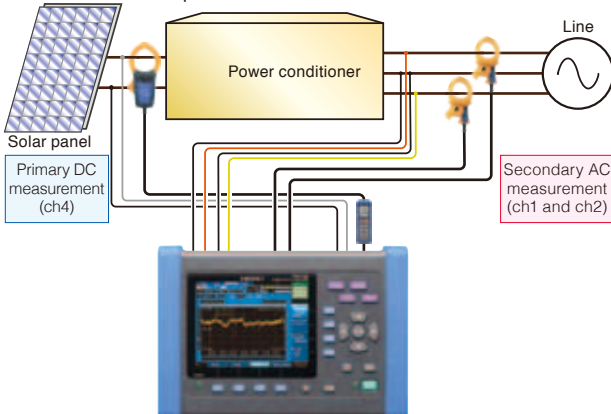 Line
Power conditioner
Solar panel
Primary DC
measurement
(ch4)
Secondary AC
measurement
(ch1 and ch2)